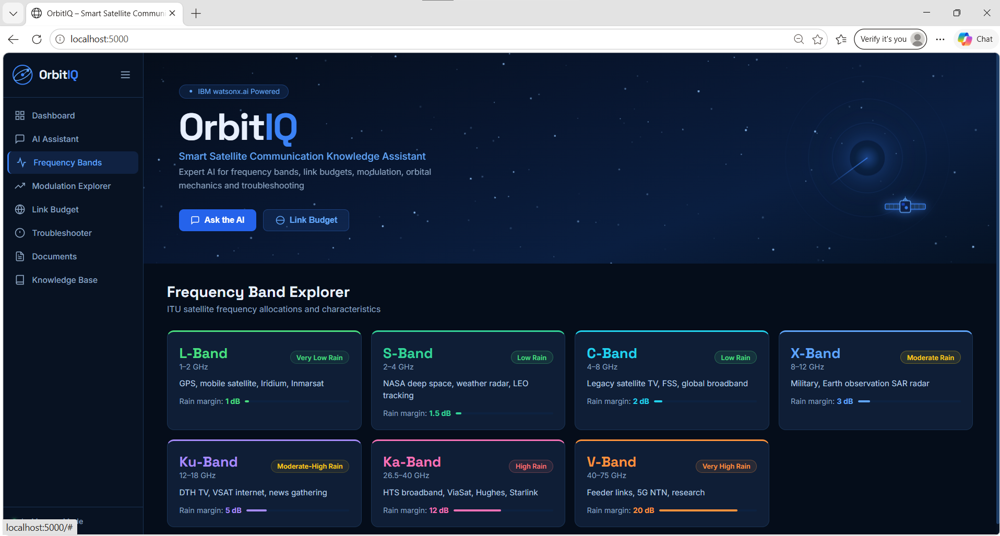 OrbitIQ – Smart Satellite Communi
localhost:5000
Verify it's you
Chat
OrbitIQ
Dashboard
AI Assistant
Frequency Bands
Modulation Explorer
Link Budget
Troubleshooter
Documents
Knowledge Base
localhost:5000/#
IBM watsonx.ai Powered
OrbitIQ
Smart Satellite Communication Knowledge Assistant
Expert AI for frequency bands, link budgets, modulation, orbital
mechanics and troubleshooting
Ask the AI
Link Budget
Frequency Band Explorer
ITU satellite frequency allocations and characteristics
L-Band
Very Low Rain
1–2 GHz
GPS, mobile satellite, Iridium, Inmarsat
Rain margin: 1 dB
S-Band
Low Rain
2–4 GHz
NASA deep space, weather radar, LEO
tracking
Rain margin: 1.5 dB
C-Band
Low Rain
4–8 GHz
Legacy satellite TV, FSS, global broadband
Rain margin: 2 dB
X-Band
Moderate Rain
8–12 GHz
Military, Earth observation SAR radar
Rain margin: 3 dB
Ku-Band
Moderate-High Rain
12–18 GHz
DTH TV, VSAT internet, news gathering
Rain margin: 5 dB
Ka-Band
High Rain
26.5–40 GHz
HTS broadband, ViaSat, Hughes, Starlink
Rain margin: 12 dB
V-Band
Very High Rain
40–75 GHz
Feeder links, 5G NTN, research
Rain margin: 20 dB